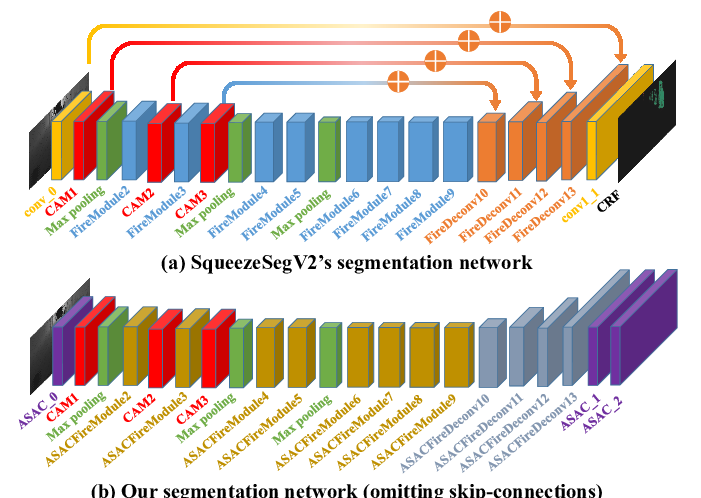 conv_0
CAM1
Max pooling
FireModule2
CAM2
FireModule3
CAM3
Max pooling
FireModule4
FireModule5
Max pooling
FireModule6
FireModule7
FireModule8
FireModule9
FireDeconv10
FireDeconv11
FireDeconv12
FireDeconv13
conv1_1
CRF
(a) SqueezeSegV2's segmentation network
ASAC_0
CAM1
Max pooling
ASACFireModule2
CAM2
ASACFireModule3
CAM3
Max pooling
ASACFireModule4
ASACFireModule5
Max pooling
ASACFireModule6
ASACFireModule7
ASACFireModule8
ASACFireModule9
ASACFireDeconv10
ASACFireDeconv11
ASACFireDeconv12
ASACFireDeconv13
ASAC_1
ASAC_2
(b) Our segmentation network (omitting skip-connections)